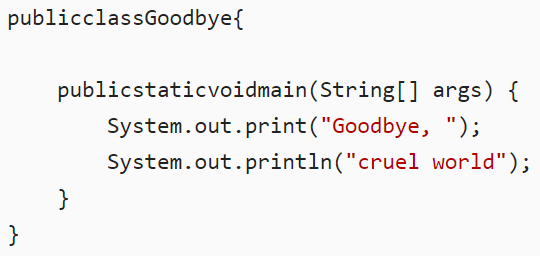 publicclassGoodbye{
publicstaticvoidmain(String[] args) {
System.out.print("Goodbye, ");
System.out.println("cruel world");
}
}